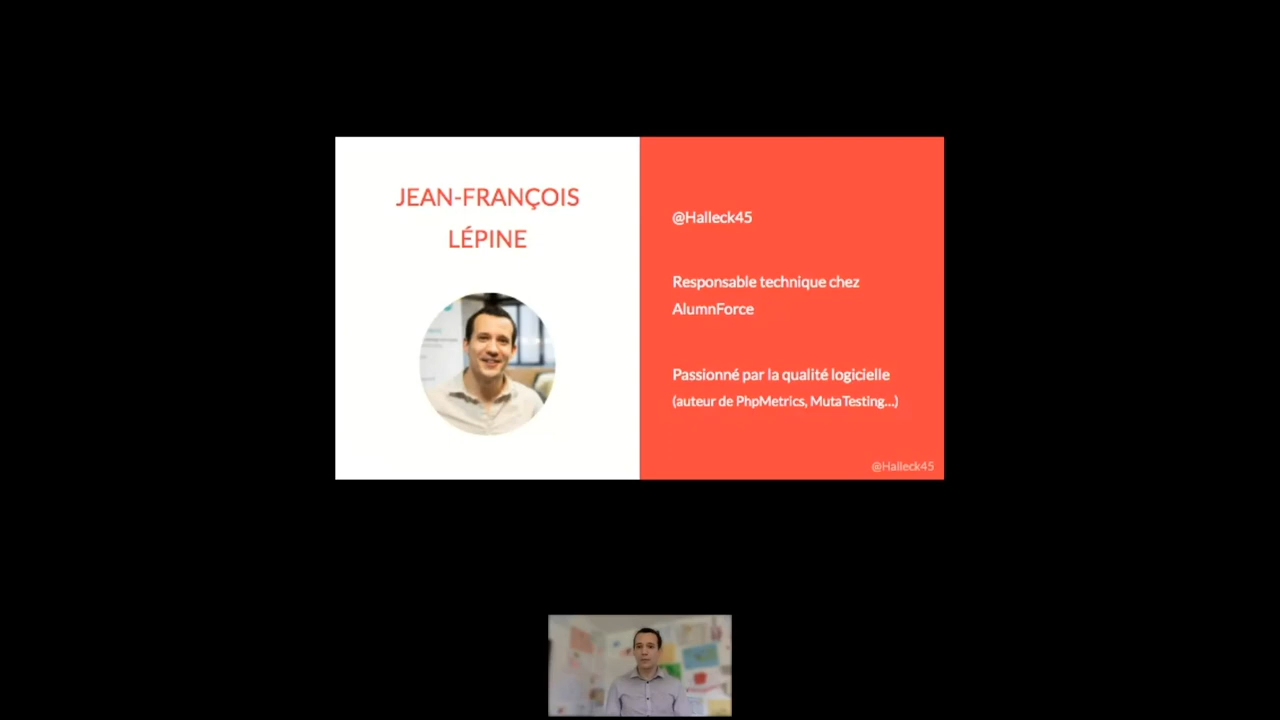 JEAN-FRANÇOIS
LÉPINE
@Halleck45
Responsable technique chez
AlumnForce
Passionné par la qualité logicielle
(auteur de PhpMetrics, MutaTesting...)
@Halleck45